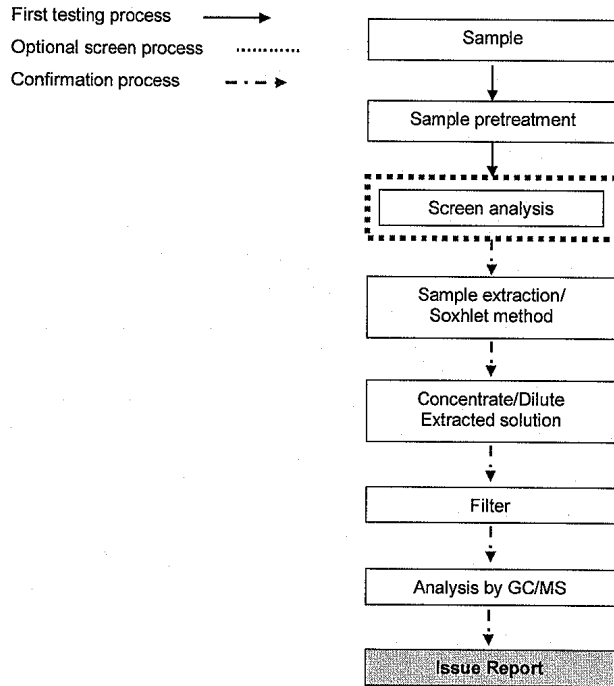 First testing process
Optional screen process
Confirmation process
Sample
Sample pretreatment
Screen analysis
Sample extraction/
Soxhlet method
Concentrate/Dilute
Extracted solution
Filter
Analysis by GC/MS
Issue Report